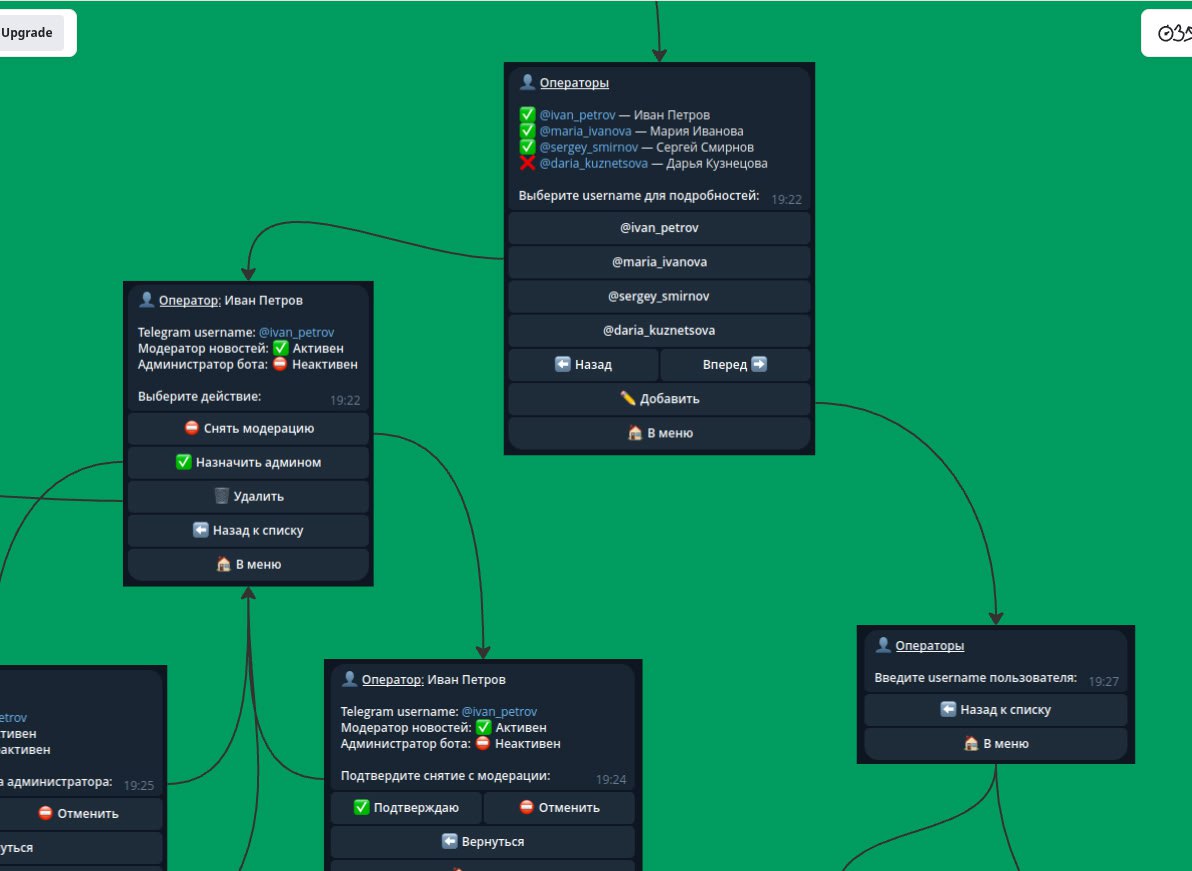 Upgrade
👤 Операторы
✅ @ivan_petrov — Иван Петров
✅ @maria_ivanova — Мария Иванова
✅ @sergey_smirnov — Сергей Смирнов
❌ @daria_kuznetsova — Дарья Кузнецова
Выберите username для подробностей: 19:22
@ivan_petrov
@maria_ivanova
@sergey_smirnov
@daria_kuznetsova
⬅️ Назад
Вперед ➡️
✏️ Добавить
🏠 В меню
👤 Оператор: Иван Петров
Telegram username: @ivan_petrov
Модератор новостей: ✅ Активен
Администратор бота: ⛔ Неактивен
Выберите действие: 19:22
⛔ Снять модерацию
✅ Назначить админом
🗑️ Удалить
⬅️ Назад к списку
🏠 В меню
👤 Операторы
Введите username пользователя: 19:27
⬅️ Назад к списку
🏠 В меню
👤 Оператор: Иван Петров
Telegram username: @ivan_petrov
Модератор новостей: ✅ Активен
Администратор бота: ⛔ Неактивен
Подтвердите снятие с модерации: 19:24
✅ Подтверждаю
⛔ Отменить
⬅️ Вернуться
etrov
тивен
активен
а администратора: 19:25
⛔ Отменить
уться